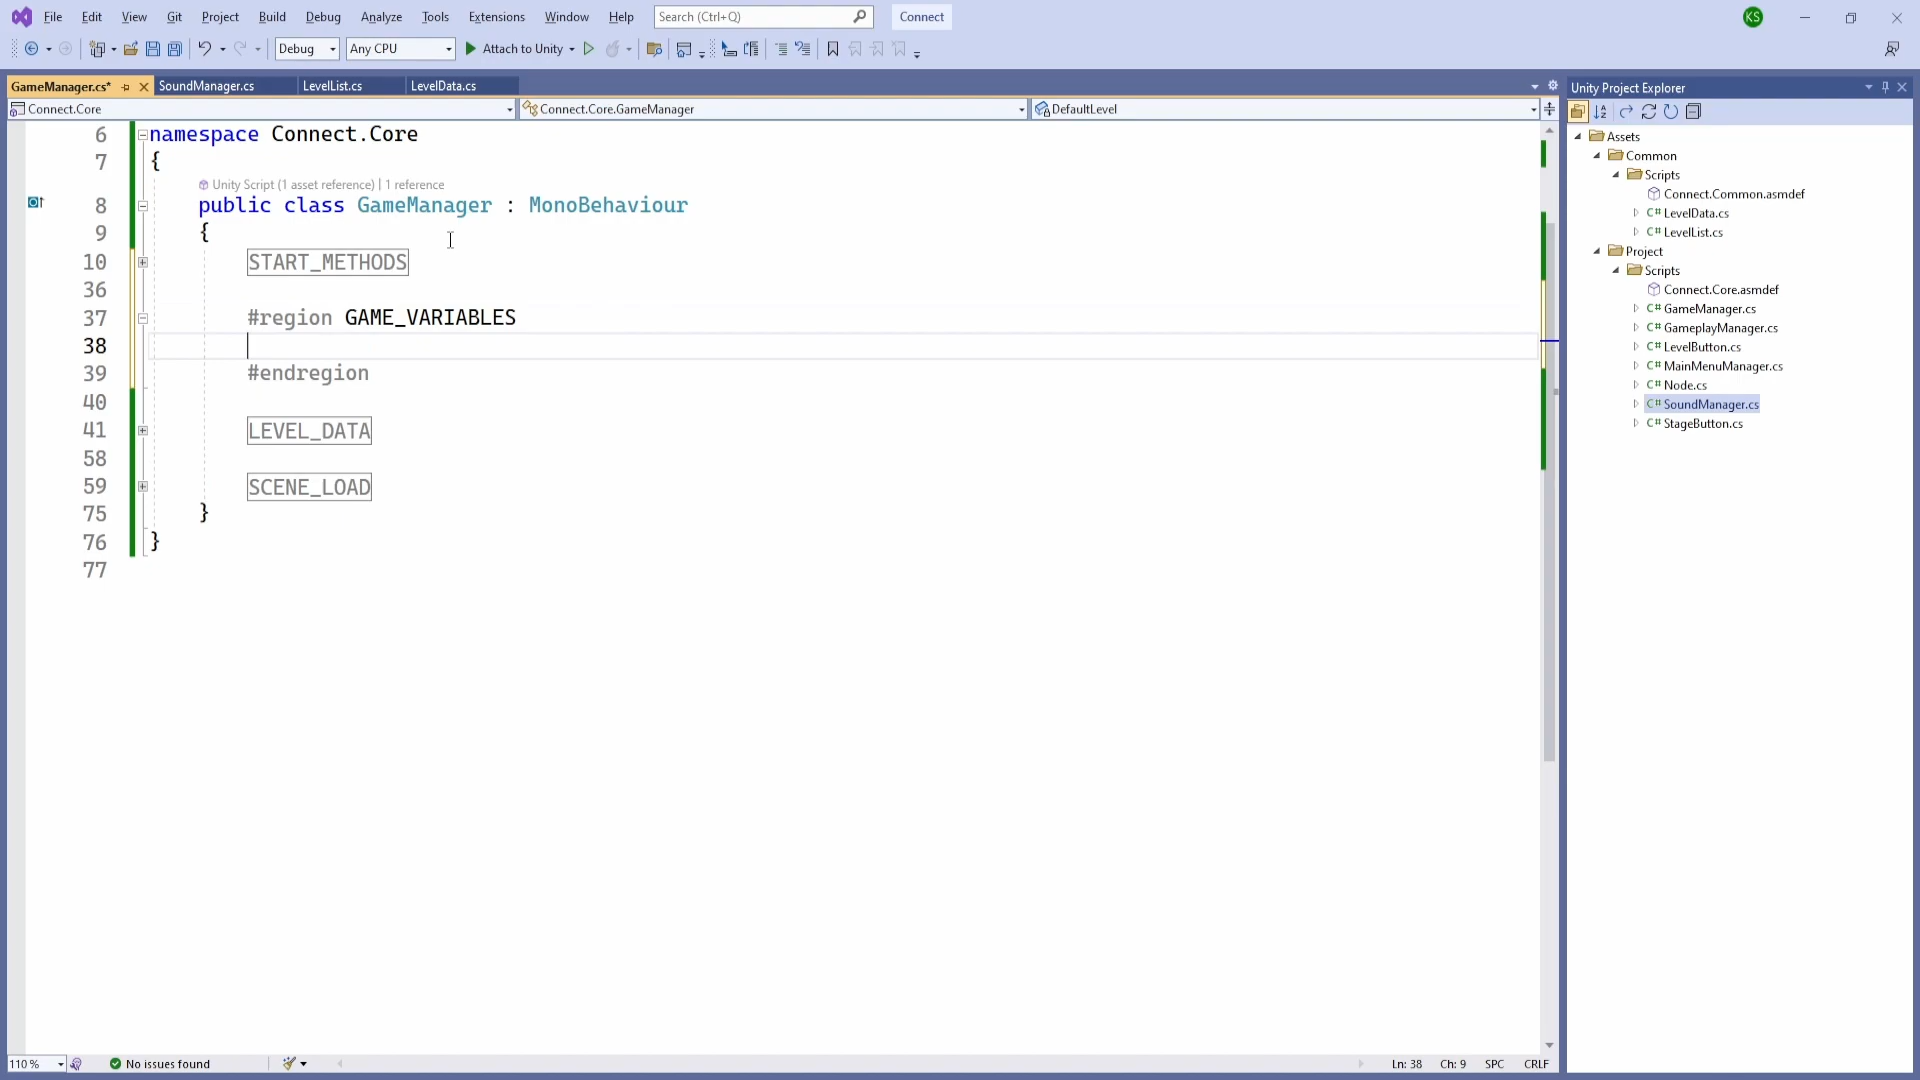 File Edit View Git Project Build Debug Analyze Tools Extensions Window Help Search (Ctrl+Q) Connect KS
Debug Any CPU Attach to Unity
GameManager.cs* SoundManager.cs LevelList.cs LevelData.cs
Connect.Core Connect.Core.GameManager DefaultLevel
6 namespace Connect.Core
7 {
Unity Script (1 asset reference) | 1 reference
8 public class GameManager : MonoBehaviour
9 {
10 START_METHODS
36
37 #region GAME_VARIABLES
38
39 #endregion
40
41 LEVEL_DATA
58
59 SCENE_LOAD
75 }
76 }
77
110 % No issues found Ln: 38 Ch: 9 SPC CRLF
Unity Project Explorer
Assets
Common
Scripts
Connect.Common.asmdef
C# LevelData.cs
C# LevelList.cs
Project
Scripts
Connect.Core.asmdef
C# GameManager.cs
C# GameplayManager.cs
C# LevelButton.cs
C# MainMenuManager.cs
C# Node.cs
C# SoundManager.cs
C# StageButton.cs